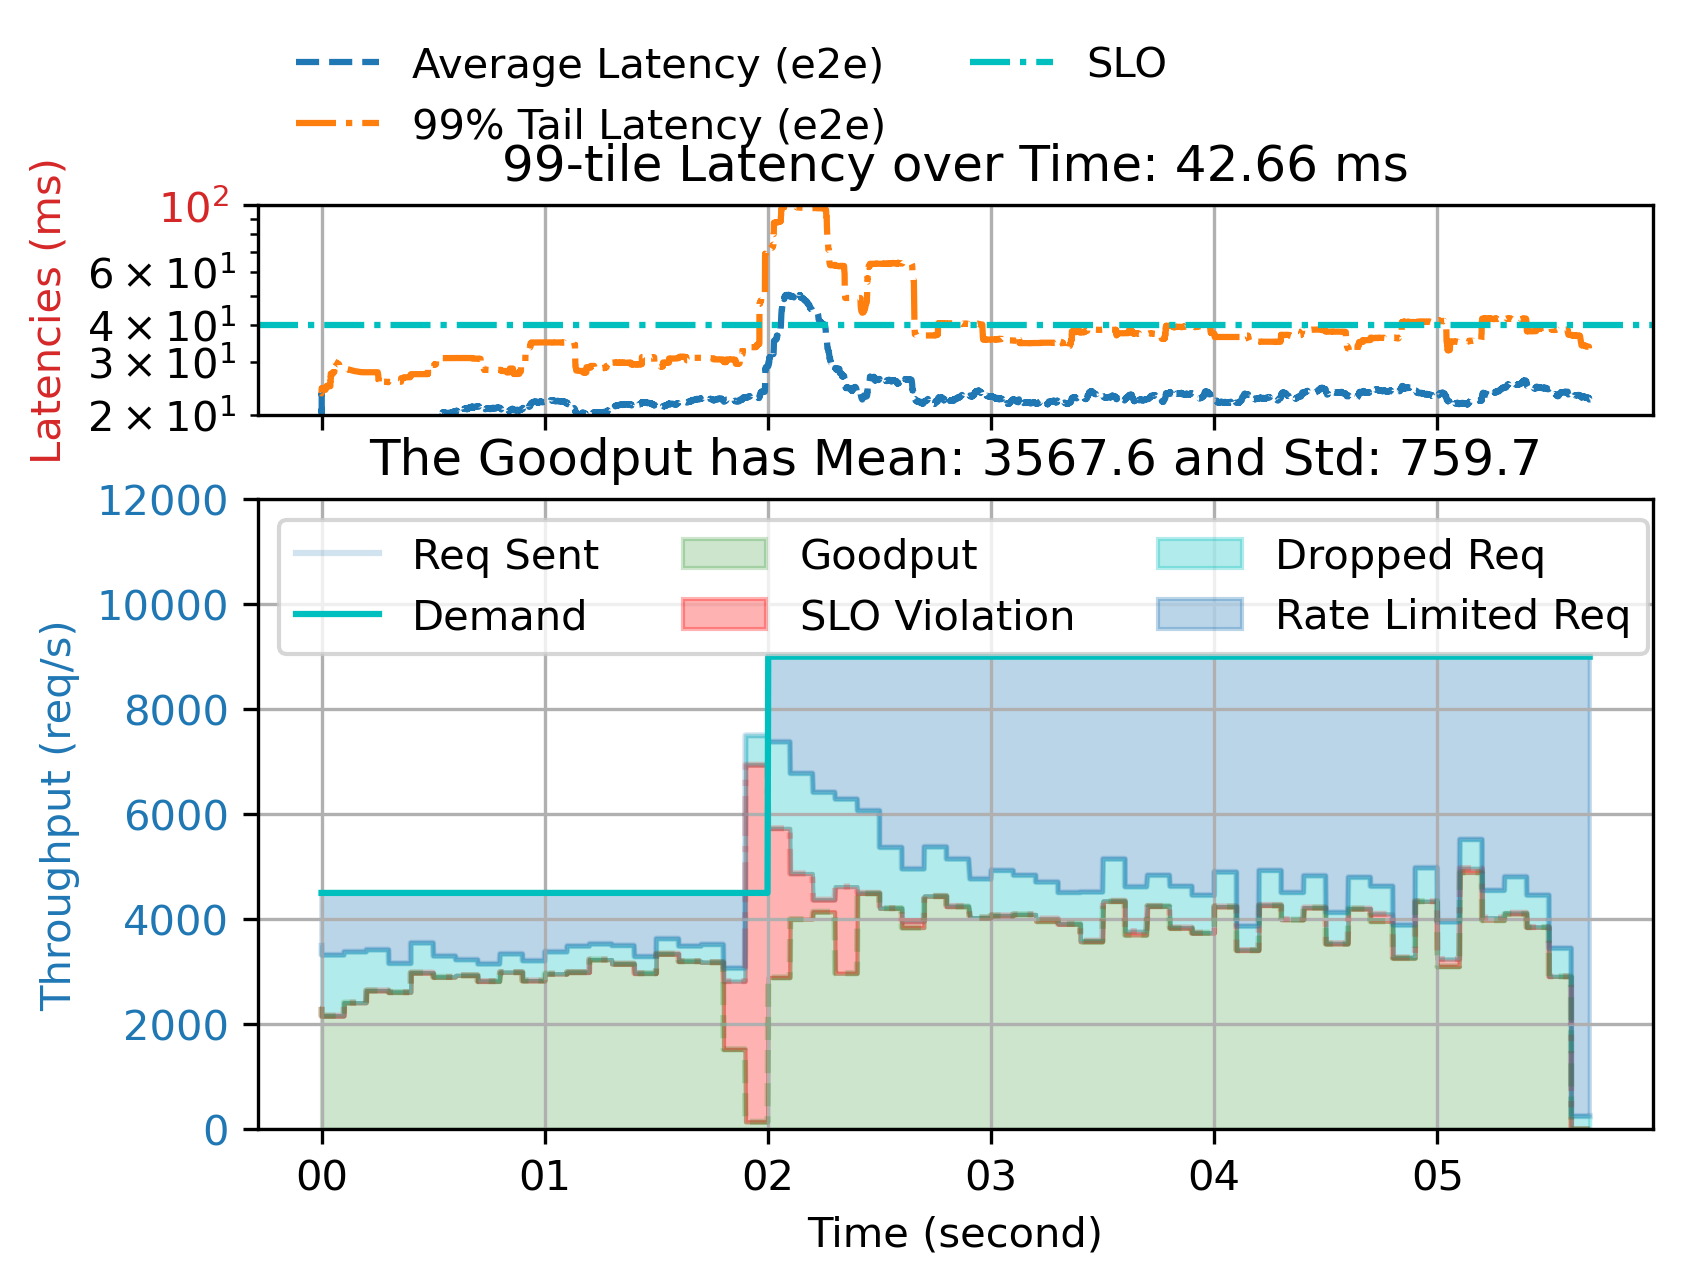 Average Latency (e2e) SLO
99% Tail Latency (e2e)
99-tile Latency over Time: 42.66 ms
Latencies (ms)
10²
6 × 10¹
4 × 10¹
3 × 10¹
2 × 10¹
The Goodput has Mean: 3567.6 and Std: 759.7
Throughput (req/s)
12000
10000
8000
6000
4000
2000
0
Req Sent Goodput Dropped Req
Demand SLO Violation Rate Limited Req
00 01 02 03 04 05
Time (second)